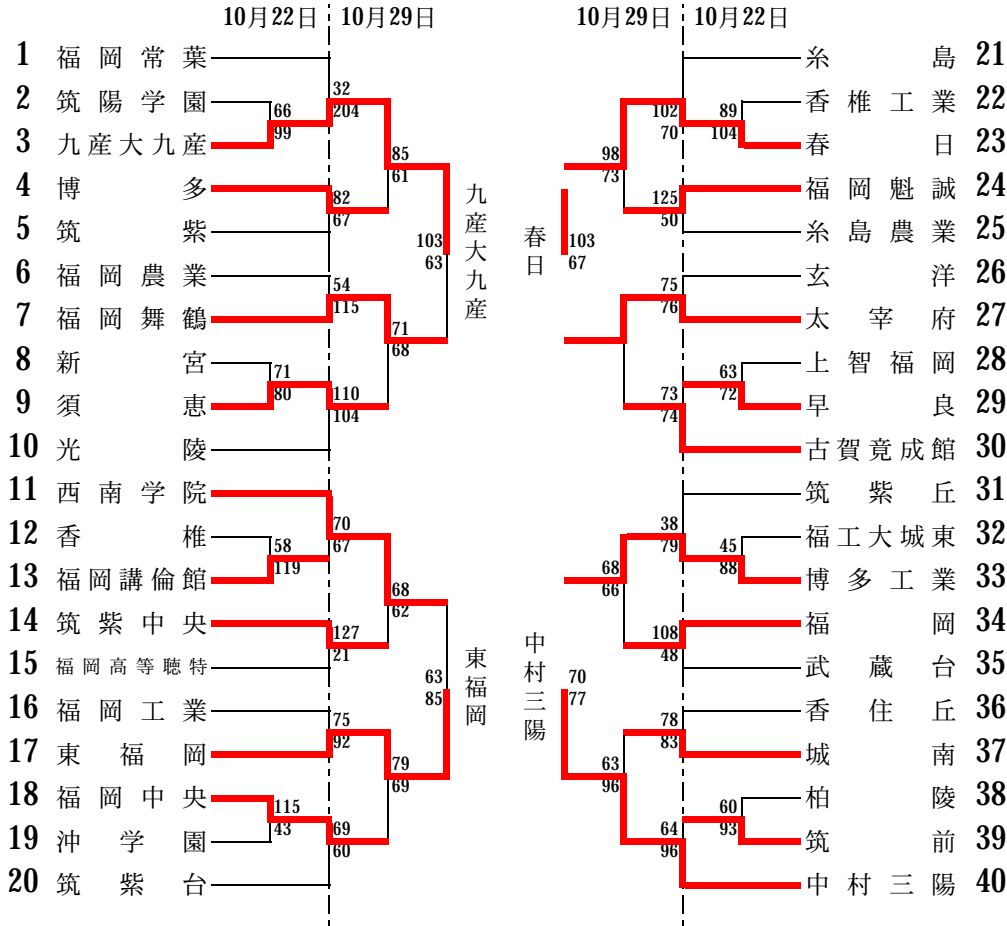 10月22日 10月29日
1 福岡常葉
2 筑陽学園
66
99
3 九産大九産
32
204
4 博多
82
67
5 筑紫
85
61
6 福岡農業
54
115
7 福岡舞鶴
8 新宮
71
80
9 須恵
110
104
10 光陵
71
68
103
63
九産大九産
11 西南学院
70
67
12 香椎
58
119
13 福岡講倫館
14 筑紫中央
127
21
15 福岡高等聴特
68
62
16 福岡工業
75
92
17 東福岡
18 福岡中央
115
43
19 沖学園
69
60
20 筑紫台
79
69
63
85
東福岡
10月29日 10月22日
糸島 21
香椎工業 22
89
104
春日 23
102
70
福岡魁誠 24
125
50
糸島農業 25
98
73
玄洋 26
75
76
太宰府 27
上智福岡 28
63
72
早良 29
73
74
古賀竟成館 30
103
67
春日
筑紫丘 31
38
79
福工大城東 32
45
88
博多工業 33
福岡 34
108
48
武蔵台 35
68
66
香住丘 36
78
83
城南 37
柏陵 38
60
93
筑前 39
64
96
中村三陽 40
63
96
70
77
中村三陽